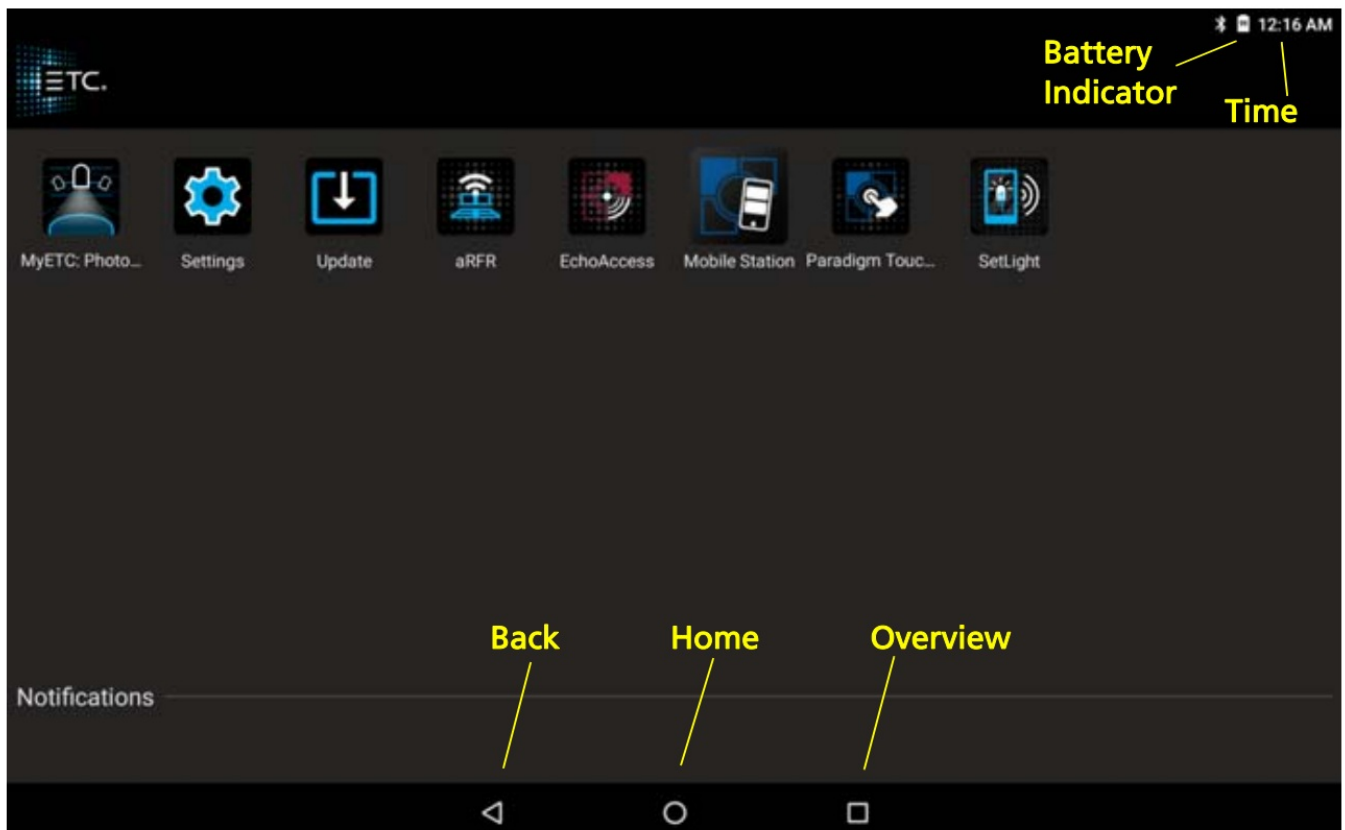 12:16 AM
Battery
Indicator
Time
ETC.
MyETC: Photo...
Settings
Update
aRFR
EchoAccess
Mobile Station
Paradigm Touc...
SetLight
Back
Home
Overview
Notifications